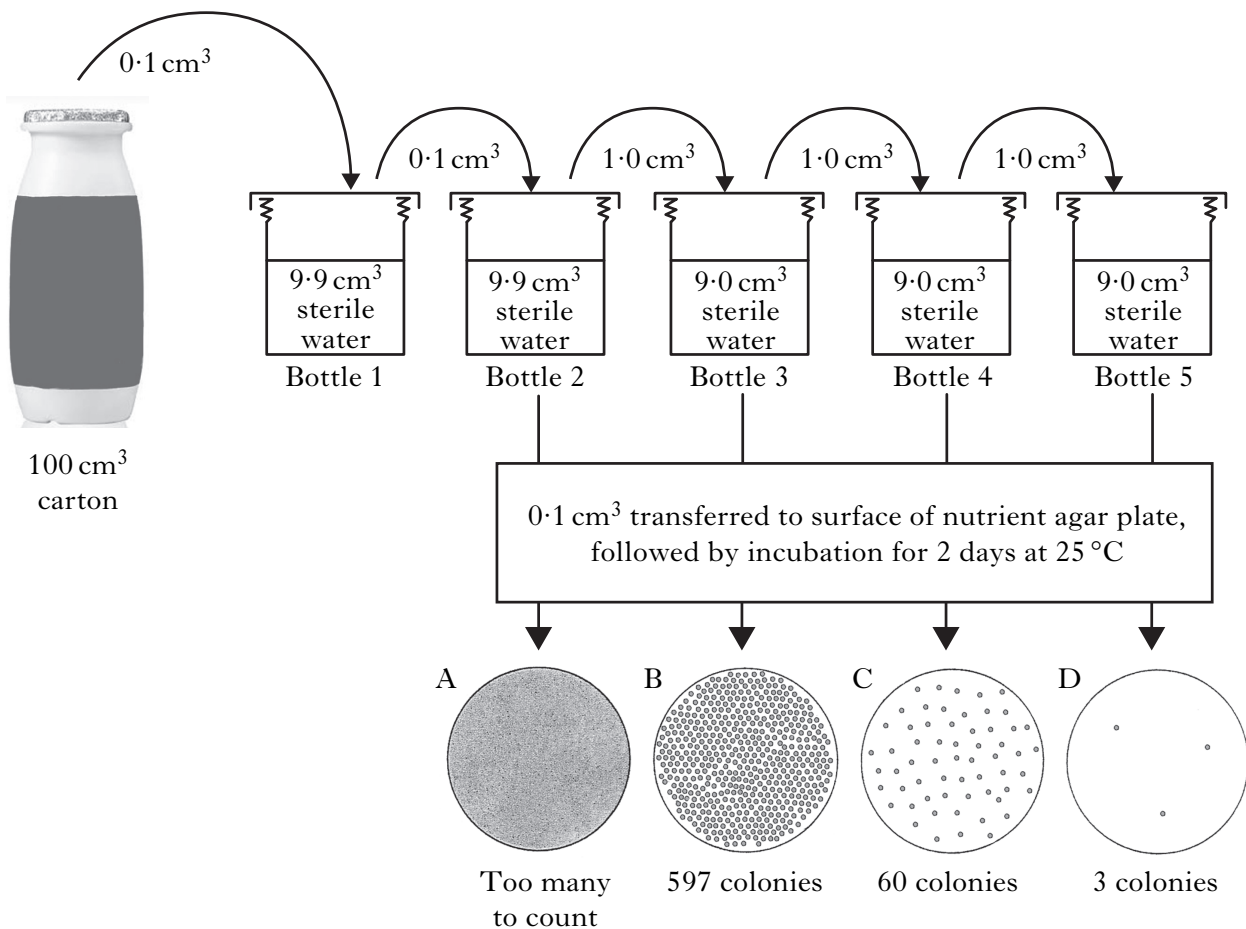 0·1 cm³
0·1 cm³
1·0 cm³
1·0 cm³
1·0 cm³
9·9 cm³
sterile
water
9·9 cm³
sterile
water
9·0 cm³
sterile
water
9·0 cm³
sterile
water
9·0 cm³
sterile
water
Bottle 1
Bottle 2
Bottle 3
Bottle 4
Bottle 5
100 cm³
carton
0·1 cm³ transferred to surface of nutrient agar plate,
followed by incubation for 2 days at 25 °C
A
B
C
D
Too many
to count
597 colonies
60 colonies
3 colonies